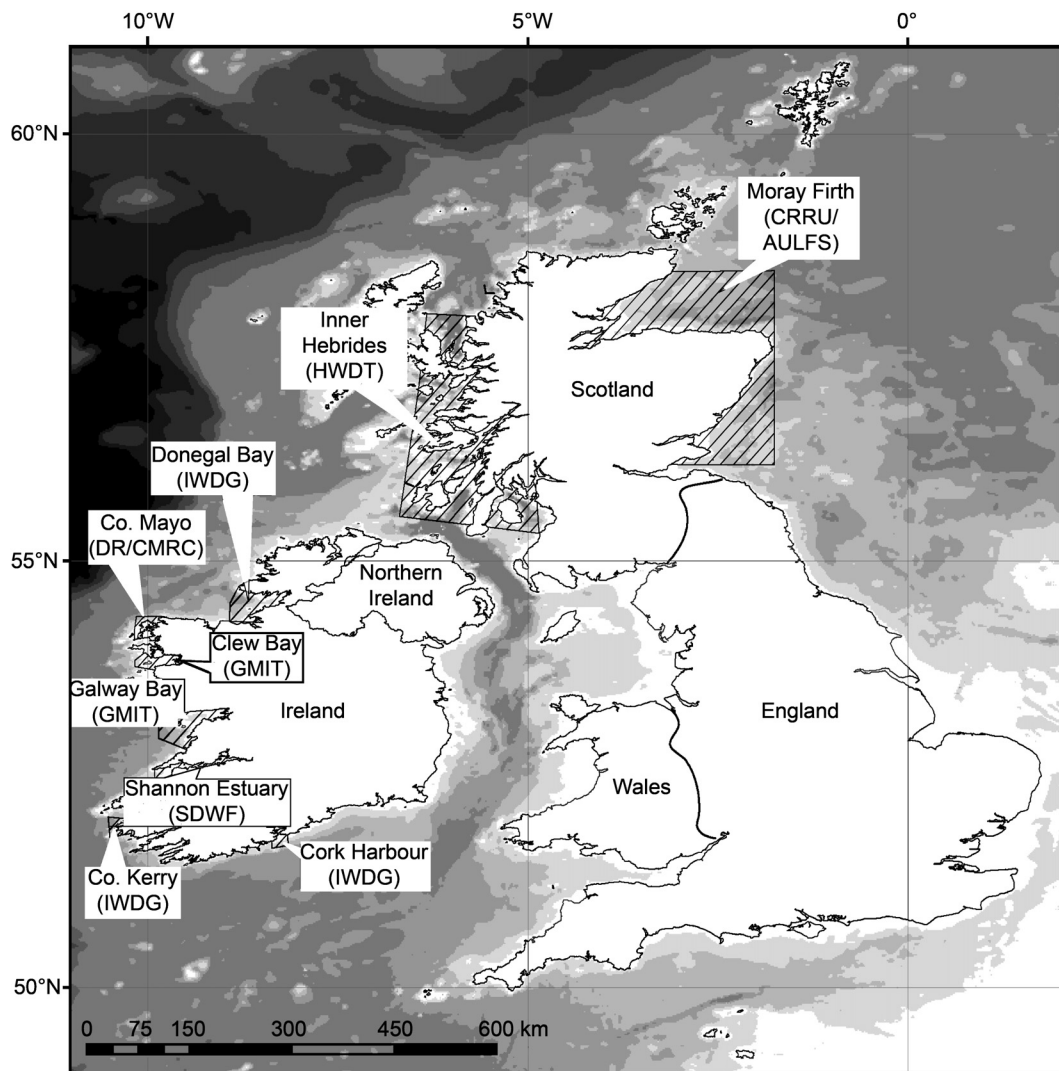 10°W
5°W
0°
60°N
Moray Firth
(CRRU/
AULFS)
Inner
Hebrides
(HWDT)
Scotland
Donegal Bay
(IWDG)
Co. Mayo
(DR/CMRC)
55°N
Northern
Ireland
Clew Bay
(GMIT)
Galway Bay
(GMIT)
Ireland
England
Shannon Estuary
(SDWF)
Wales
Cork Harbour
(IWDG)
Co. Kerry
(IWDG)
50°N
0 75 150 300 450 600 km